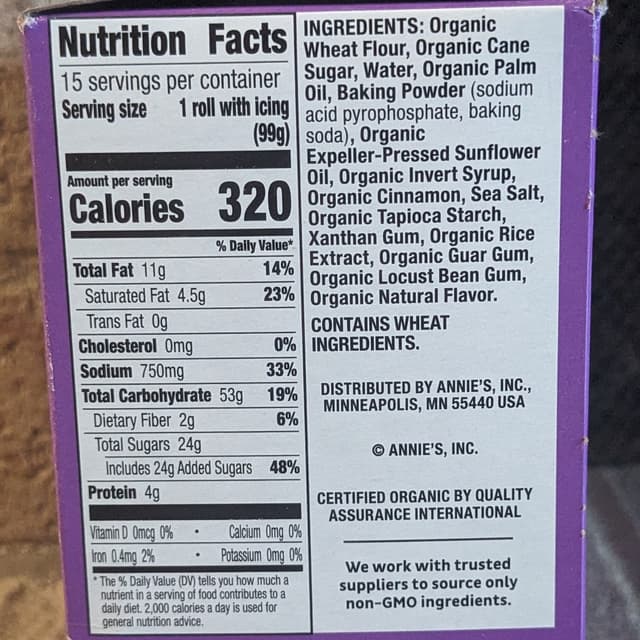 Nutrition Facts
15 servings per container
Serving size 1 roll with icing
(99g)
Amount per serving
Calories 320
% Daily Value*
Total Fat 11g 14%
Saturated Fat 4.5g 23%
Trans Fat 0g
Cholesterol 0mg 0%
Sodium 750mg 33%
Total Carbohydrate 53g 19%
Dietary Fiber 2g 6%
Total Sugars 24g
Includes 24g Added Sugars 48%
Protein 4g
Vitamin D 0mcg 0% • Calcium 0mg 0%
Iron 0.4mg 2% • Potassium 0mg 0%
* The % Daily Value (DV) tells you how much a
nutrient in a serving of food contributes to a
daily diet. 2,000 calories a day is used for
general nutrition advice.
INGREDIENTS: Organic
Wheat Flour, Organic Cane
Sugar, Water, Organic Palm
Oil, Baking Powder (sodium
acid pyrophosphate, baking
soda), Organic
Expeller-Pressed Sunflower
Oil, Organic Invert Syrup,
Organic Cinnamon, Sea Salt,
Organic Tapioca Starch,
Xanthan Gum, Organic Rice
Extract, Organic Guar Gum,
Organic Locust Bean Gum,
Organic Natural Flavor.
CONTAINS WHEAT
INGREDIENTS.
DISTRIBUTED BY ANNIE'S, INC.,
MINNEAPOLIS, MN 55440 USA
© ANNIE'S, INC.
CERTIFIED ORGANIC BY QUALITY
ASSURANCE INTERNATIONAL
We work with trusted
suppliers to source only
non-GMO ingredients.